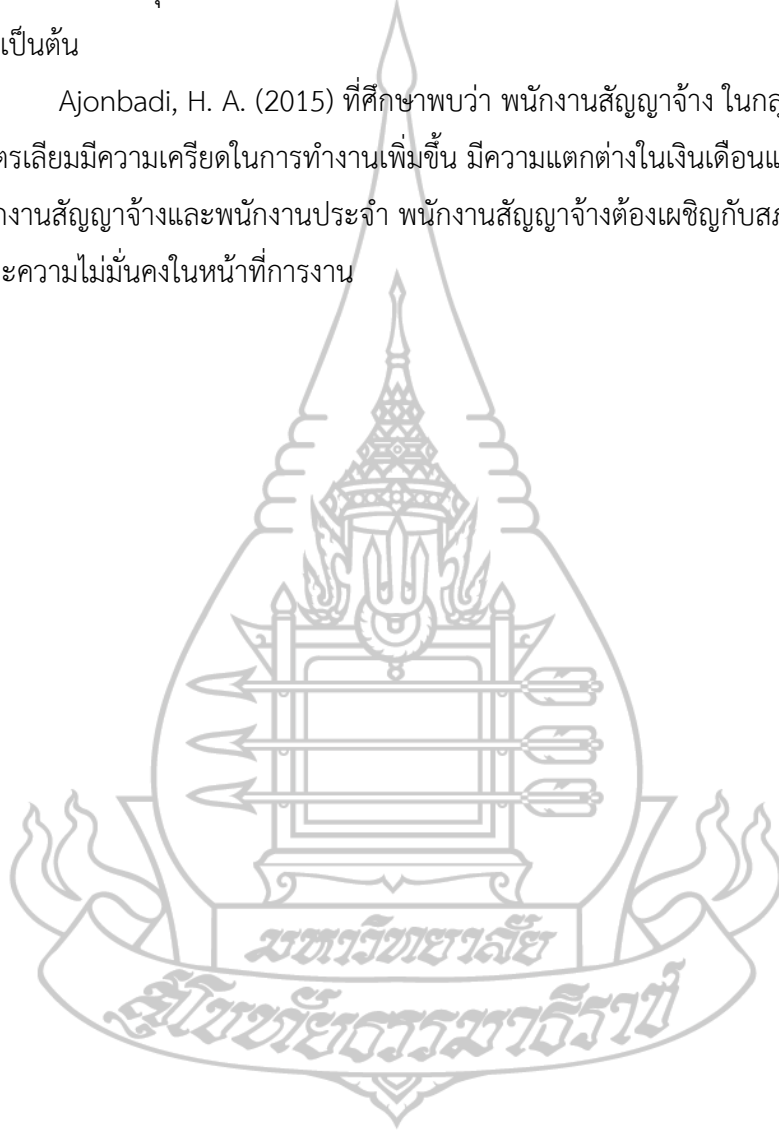 เป็นต้น
Ajonbadi, H. A. (2015) ที่ศึกษาพบว่า พนักงานสัญญาจ้าง ในกลุ
ตรเลียมมีความเครียดในการทำงานเพิ่มขึ้น มีความแตกต่างในเงินเดือนแ
กงานสัญญาจ้างและพนักงานประจำ พนักงานสัญญาจ้างต้องเผชิญกับสภ
ะความไม่มั่นคงในหน้าที่การงาน
มหาวิทยาลัย
สุโขทัยธรรมาธิราช